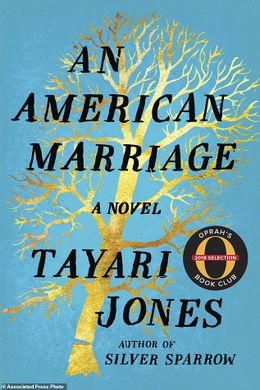 AN
AMERICAN
MARRIAGE
A NOVEL
TAYARI
JONES
OPRAH'S
2018 SELECTION
BOOK CLUB
AUTHOR OF
SILVER SPARROW
© Associated Press Photo